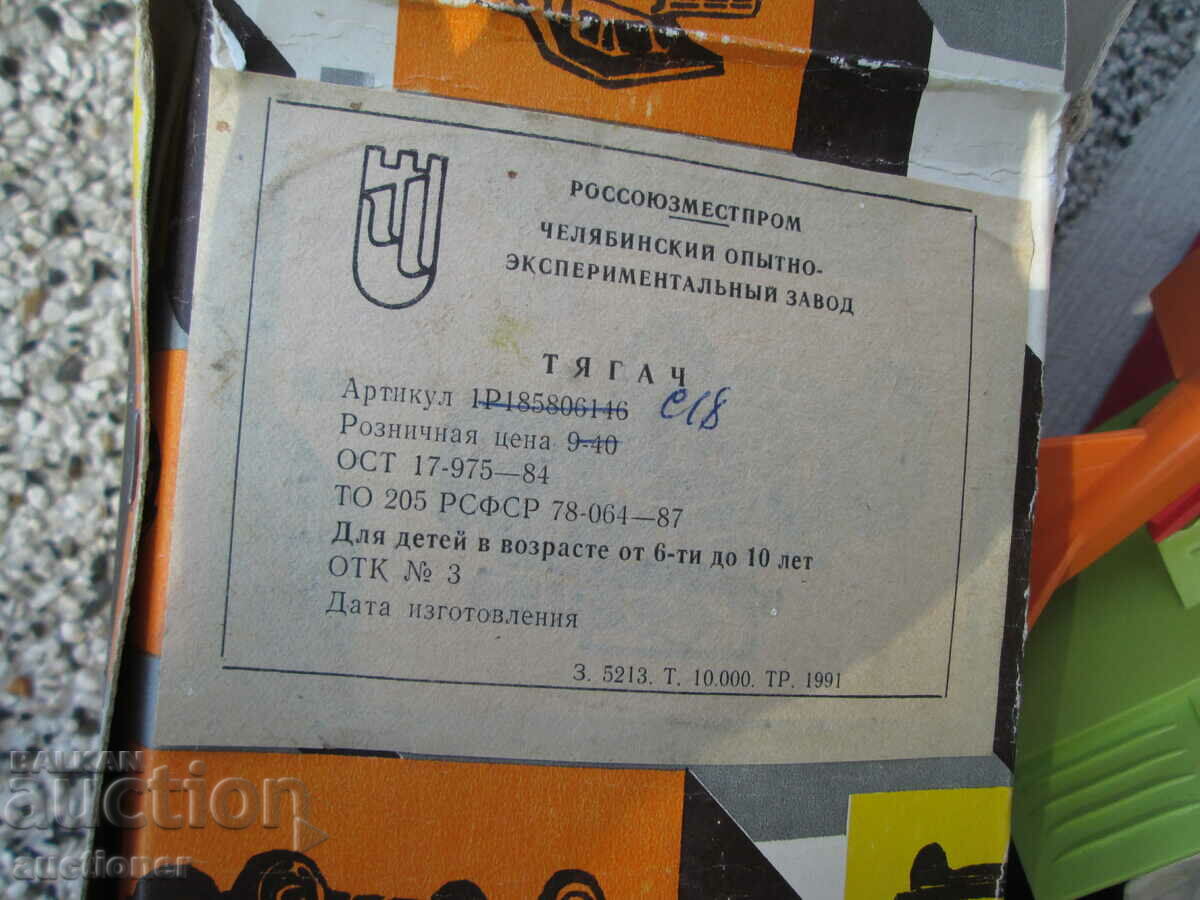 РОССОЮЗМЕСТПРОМ
ЧЕЛЯБИНСКИЙ ОПЫТНО-
ЭКСПЕРИМЕНТАЛЬНЫЙ ЗАВОД
ТЯГАЧ
Артикул 1Р185806146
Розничная цена 9-40
ОСТ 17-975—84
ТО 205 РСФСР 78-064—87
Для детей в возрасте от 6-ти до 10 лет
ОТК № 3
Дата изготовления
З. 5213. Т. 10.000. ТР. 1991
BALKAN
auction
auctioner